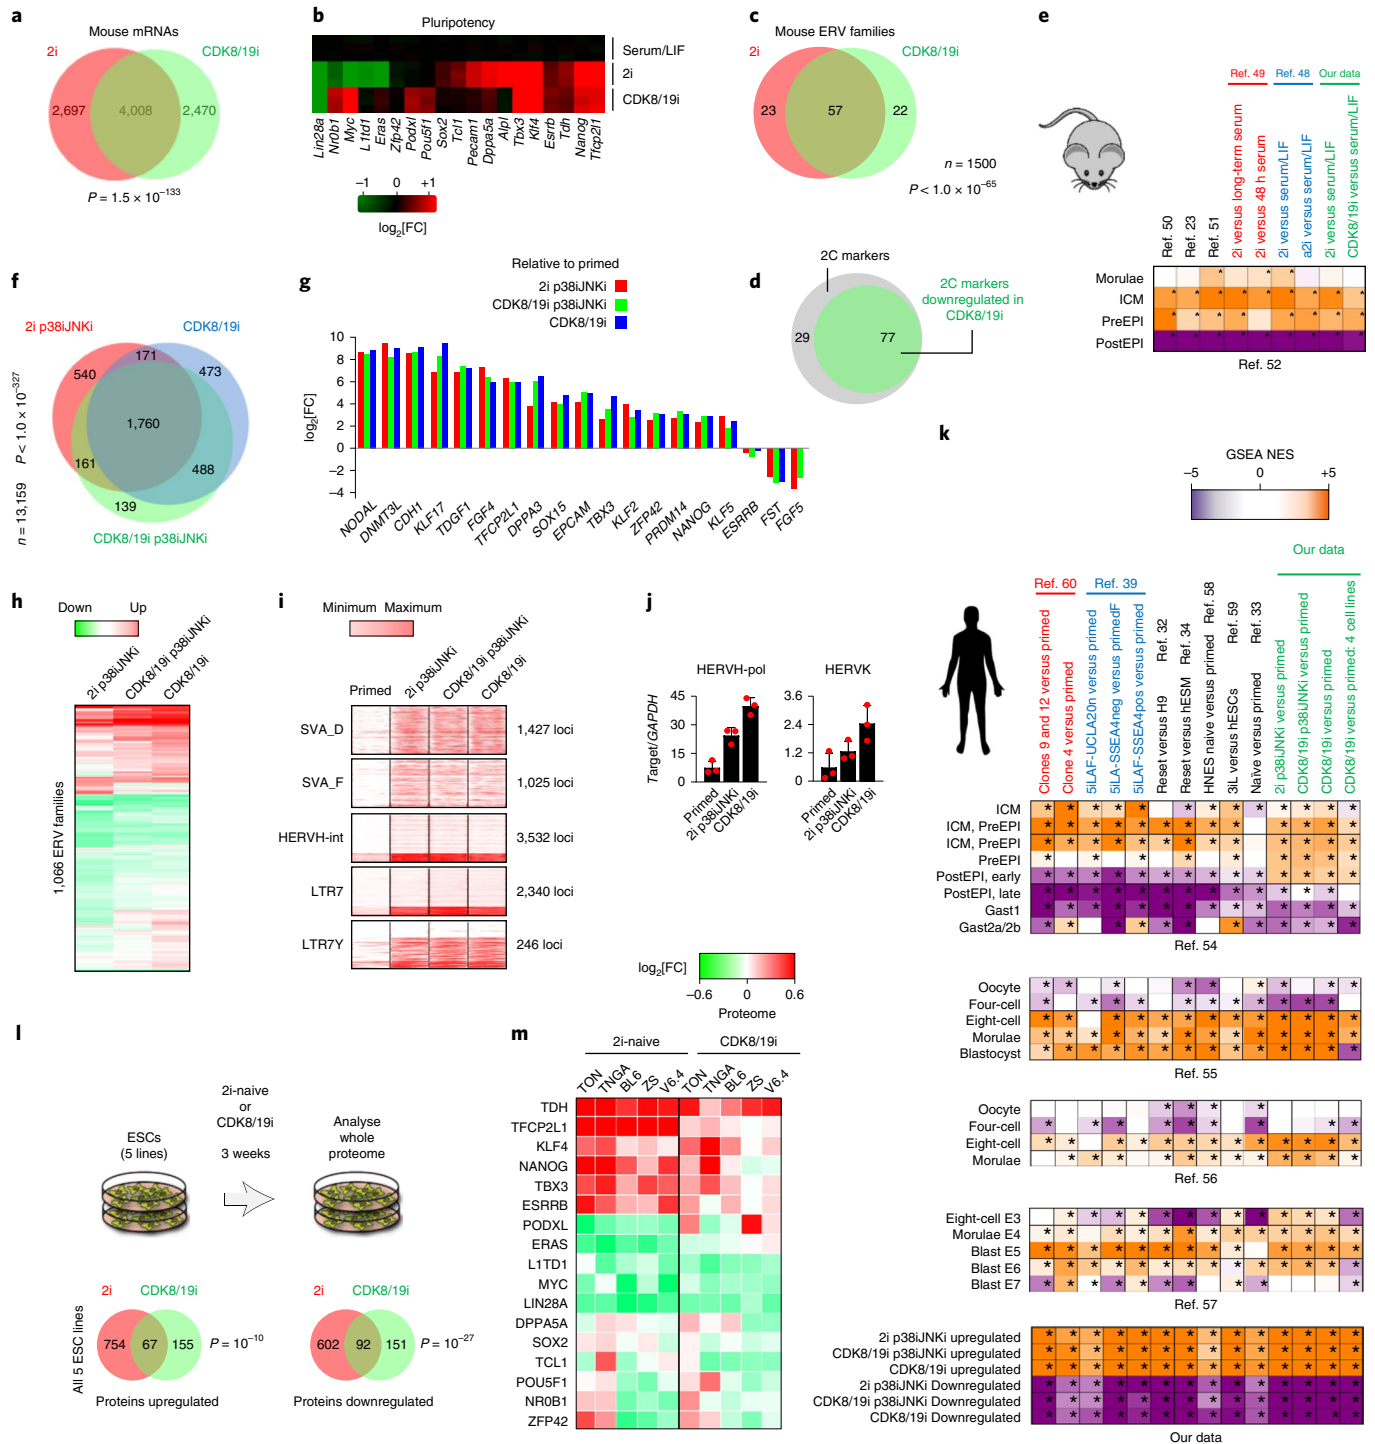 a
Mouse mRNAs
2i
CDK8/19i
2,697
4,008
2,470
P = 1.5 × 10⁻¹³³
b
Pluripotency
Serum/LIF
2i
CDK8/19i
Lin28a
Nr0b1
Myc
L1td1
Eras
Zfp42
Podxl
Pou5f1
Sox2
Tcl1
Pecam1
Dppa5a
Alpl
Tbx3
Klf4
Esrrb
Tdh
Nanog
Tfcp2l1
−1 0 +1
log₂[FC]
c
Mouse ERV families
2i
CDK8/19i
23
57
22
n = 1500
P < 1.0 × 10⁻⁶⁵
d
2C markers
2C markers
downregulated in
CDK8/19i
29
77
e
Ref. 49
Ref. 48
Our data
Ref. 50
Ref. 23
Ref. 51
2i versus long-term serum
2i versus 48 h serum
2i versus serum/LIF
a2i versus serum/LIF
2i versus serum/LIF
CDK8/19i versus serum/LIF
Morulae
ICM
PreEPI
PostEPI
Ref. 52
f
2i p38iJNKi
CDK8/19i
171
540
473
1,760
161
488
139
CDK8/19i p38iJNKi
n = 13,159 P < 1.0 × 10⁻³²⁷
g
Relative to primed
2i p38iJNKi
CDK8/19i p38iJNKi
CDK8/19i
log₂[FC]
10
8
6
4
2
0
−2
−4
NODAL
DNMT3L
CDH1
KLF17
TDGF1
FGF4
TFCP2L1
DPPA3
SOX15
EPCAM
TBX3
KLF2
ZFP42
PRDM14
NANOG
KLF5
ESRRB
FST
FGF5
h
Down Up
2i p38iJNKi
CDK8/19i p38iJNKi
CDK8/19i
1,066 ERV families
i
Minimum Maximum
Primed
2i p38iJNKi
CDK8/19i p38iJNKi
CDK8/19i
SVA_D
1,427 loci
SVA_F
1,025 loci
HERVH-int
3,532 loci
LTR7
2,340 loci
LTR7Y
246 loci
j
HERVH-pol
HERVK
Target/GAPDH
45
30
15
0
3.6
2.4
1.2
0
Primed
2i p38iJNKi
CDK8/19i
Primed
2i p38iJNKi
CDK8/19i
k
GSEA NES
−5 0 +5
Our data
Ref. 60
Ref. 39
Clones 9 and 12 versus primed
Clone 4 versus primed
5iLAF-UCLA20n versus primed
5iLA-SSEA4neg versus primedF
5iLAF-SSEA4pos versus primed
Reset versus H9 Ref. 32
Reset versus hESM Ref. 34
HNES naive versus primed Ref. 58
3iL versus hESCs Ref. 59
Naïve versus primed Ref. 33
2i p38iJNKi versus primed
CDK8/19i p38iJNKi versus primed
CDK8/19i versus primed
CDK8/19i versus primed: 4 cell lines
ICM
ICM, PreEPI
ICM, PreEPI
PreEPI
PostEPI, early
PostEPI, late
Gast1
Gast2a/2b
Ref. 54
Oocyte
Four-cell
Eight-cell
Morulae
Blastocyst
Ref. 55
Oocyte
Four-cell
Eight-cell
Morulae
Ref. 56
Eight-cell E3
Morulae E4
Blast E5
Blast E6
Blast E7
Ref. 57
2i p38iJNKi upregulated
CDK8/19i p38iJNKi upregulated
CDK8/19i upregulated
2i p38iJNKi Downregulated
CDK8/19i p38iJNKi Downregulated
CDK8/19i Downregulated
Our data
l
ESCs
(5 lines)
2i-naive
or
CDK8/19i
3 weeks
Analyse
whole
proteome
All 5 ESC lines
2i
CDK8/19i
754
67
155
P = 10⁻¹⁰
Proteins upregulated
2i
CDK8/19i
602
92
151
P = 10⁻²⁷
Proteins downregulated
log₂[FC]
−0.6 0 0.6
Proteome
m
2i-naive
CDK8/19i
TON
TNGA
BL6
ZS
V6.4
TON
TNGA
BL6
ZS
V6.4
TDH
TFCP2L1
KLF4
NANOG
TBX3
ESRRB
PODXL
ERAS
L1TD1
MYC
LIN28A
DPPA5A
SOX2
TCL1
POU5F1
NR0B1
ZFP42